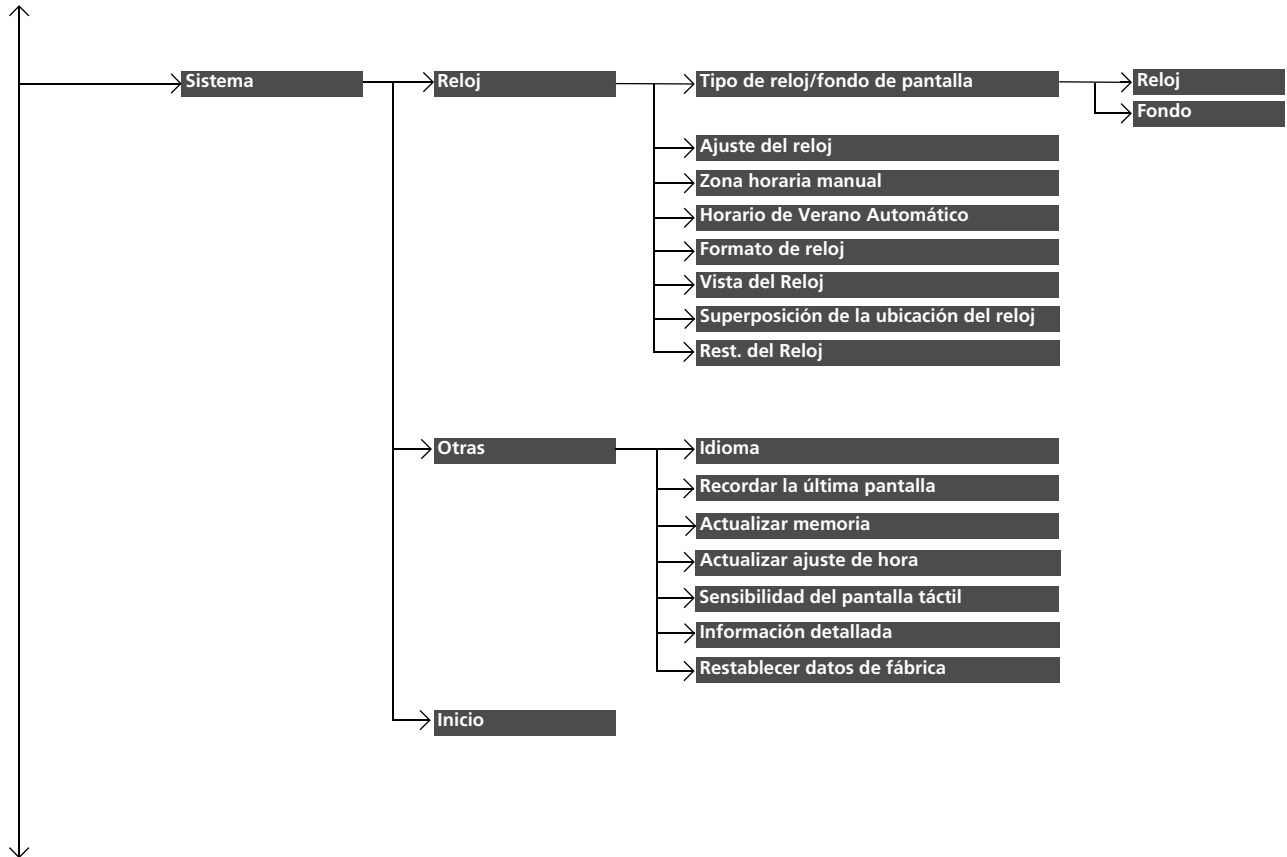 Sistema
Reloj
Tipo de reloj/fondo de pantalla
Reloj
Fondo
Ajuste del reloj
Zona horaria manual
Horario de Verano Automático
Formato de reloj
Vista del Reloj
Superposición de la ubicación del reloj
Rest. del Reloj
Otras
Idioma
Recordar la última pantalla
Actualizar memoria
Actualizar ajuste de hora
Sensibilidad del pantalla táctil
Información detallada
Restablecer datos de fábrica
Inicio